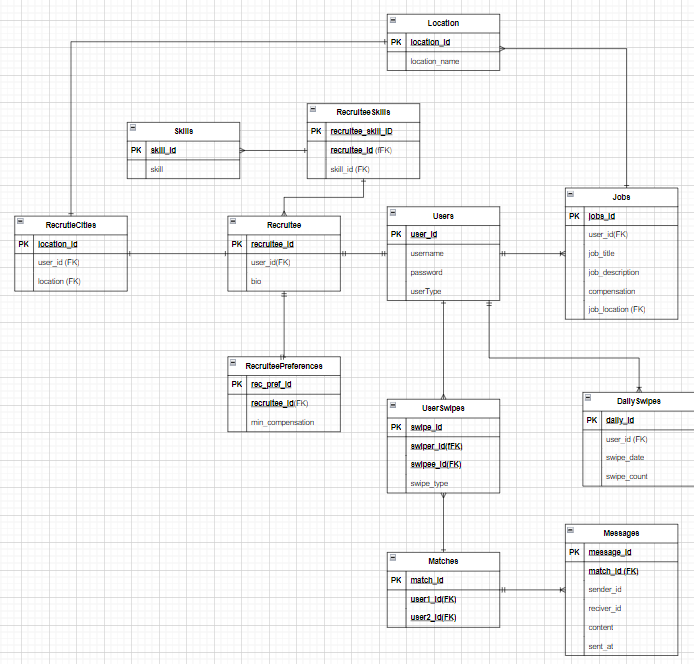 Location
PK location_id
location_name
RecruiteeSkills
PK recruitee_skill_ID
recruitee_id (fFK)
skill_id (FK)
Skills
PK skill_id
skill
RecrutieCities
PK location_id
user_id (FK)
location (FK)
Recruitee
PK recruitee_id
user_id(FK)
bio
Users
PK user_id
username
password
userType
Jobs
PK jobs_id
user_id(FK)
job_title
job_description
compensation
job_location (FK)
RecruiteePreferences
PK rec_pref_id
recruitee_id(FK)
min_compensation
UserSwipes
PK swipe_id
swiper_id(fFK)
swipee_id(FK)
swipe_type
DailySwipes
PK daily_id
user_id (FK)
swipe_date
swipe_count
Matches
PK match_id
user1_id(FK)
user2_id(FK)
Messages
PK message_id
match_id (FK)
sender_id
reciver_id
content
sent_at